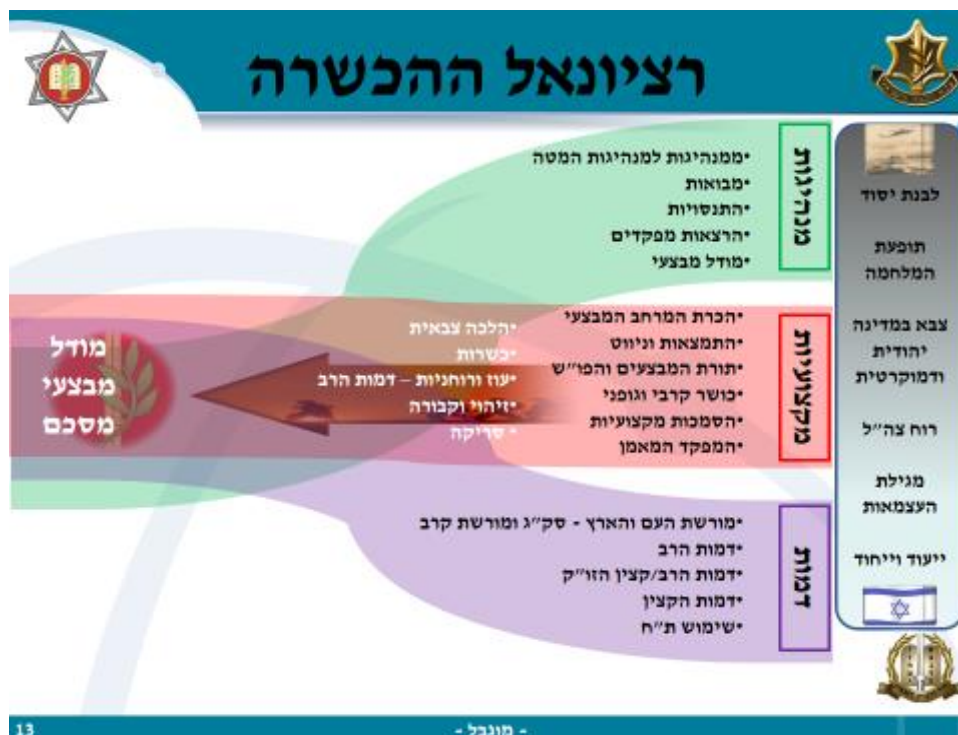 רציונאל ההכשרה
לבנת יסוד
תופעת
המלחמה
צבא במדינה
יהודית
ודמוקרטית
רוח צה"ל
מגילת
העצמאות
ייעוד וייחוד
מנהיגות
•ממנהיגות למנהיגות המטה
•מבואות
•התנסויות
•הרצאות מפקדים
•מודל מבצעי
מקצועיות
•הכרת המרחב המבצעי
•התמצאות וניווט
•תורת המבצעים והפו"ש
•כושר קרבי וגופני
•הסמכות מקצועיות
•המפקד המאמן
•הלכה צבאית
•כשרות
•עוז ורוחניות – דמות הרב
•זיהוי וקבורה
•סריקה
מודל
מבצעי
מסכם
דמות
•מורשת העם והארץ - סק"ג ומורשת קרב
•דמות הרב
•דמות הרב/קצין הזו"ק
•דמות הקצין
•שימוש ת"ח
- מוגבל -
13